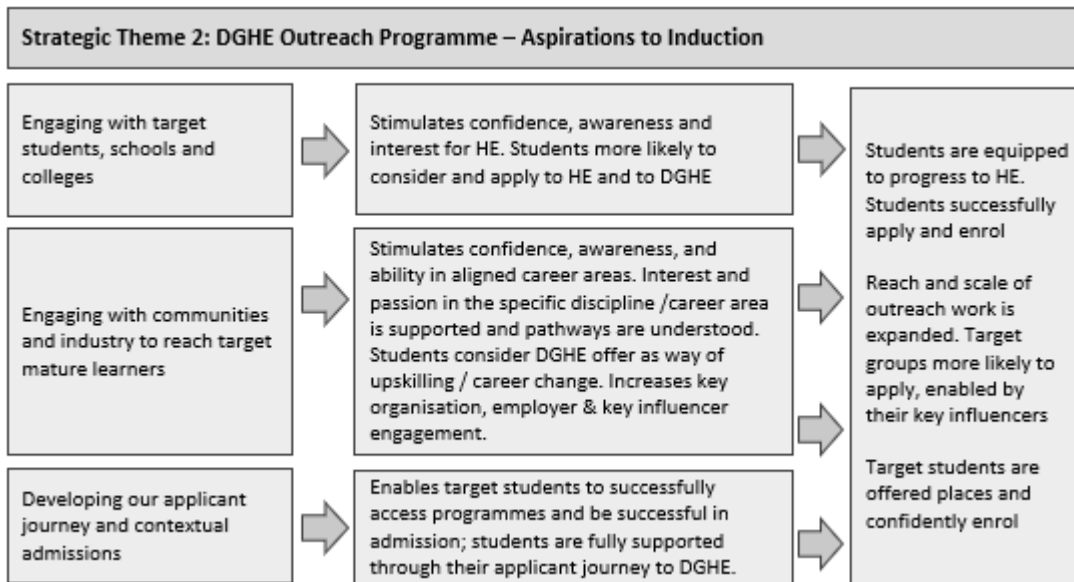 Strategic Theme 2: DGHE Outreach Programme – Aspirations to Induction
Engaging with target
students, schools and
colleges
Stimulates confidence, awareness and
interest for HE. Students more likely to
consider and apply to HE and to DGHE
Engaging with communities
and industry to reach target
mature learners
Stimulates confidence, awareness, and
ability in aligned career areas. Interest and
passion in the specific discipline /career area
is supported and pathways are understood.
Students consider DGHE offer as way of
upskilling / career change. Increases key
organisation, employer & key influencer
engagement.
Developing our applicant
journey and contextual
admissions
Enables target students to successfully
access programmes and be successful in
admission; students are fully supported
through their applicant journey to DGHE.
Students are equipped
to progress to HE.
Students successfully
apply and enrol
Reach and scale of
outreach work is
expanded. Target
groups more likely to
apply, enabled by
their key influencers
Target students are
offered places and
confidently enrol